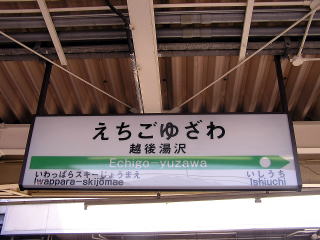 えちごゆざわ
越後湯沢
Echigo-yuzawa
いわっぱらスキーじょうまえ
Iwappara-skijomae
いしうち
Ishiuchi